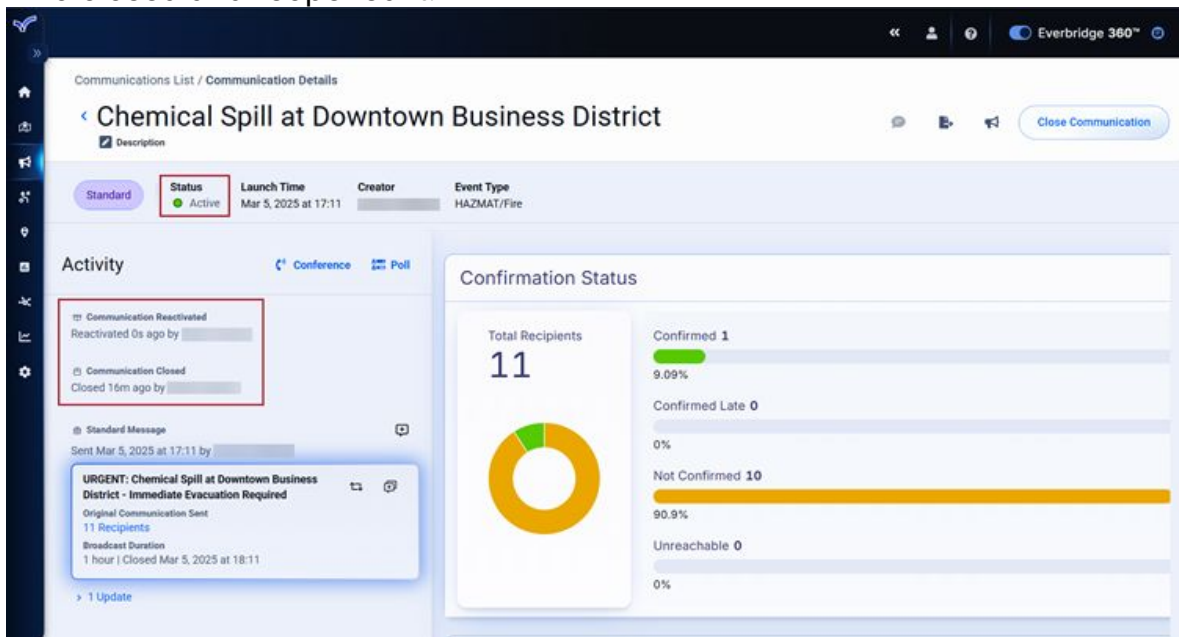 Everbridge 360™
Communications List / Communication Details
Chemical Spill at Downtown Business District
Description
Close Communication
Standard
Status
Active
Launch Time
Mar 5, 2025 at 17:11
Creator
Event Type
HAZMAT/Fire
Activity
Conference
Poll
Communication Reactivated
Reactivated 0s ago by
Communication Closed
Closed 16m ago by
Standard Message
Sent Mar 5, 2025 at 17:11 by
URGENT: Chemical Spill at Downtown Business
District - Immediate Evacuation Required
Original Communication Sent
11 Recipients
Broadcast Duration
1 hour | Closed Mar 5, 2025 at 18:11
> 1 Update
Confirmation Status
Total Recipients
11
Confirmed 1
9.09%
Confirmed Late 0
0%
Not Confirmed 10
90.9%
Unreachable 0
0%